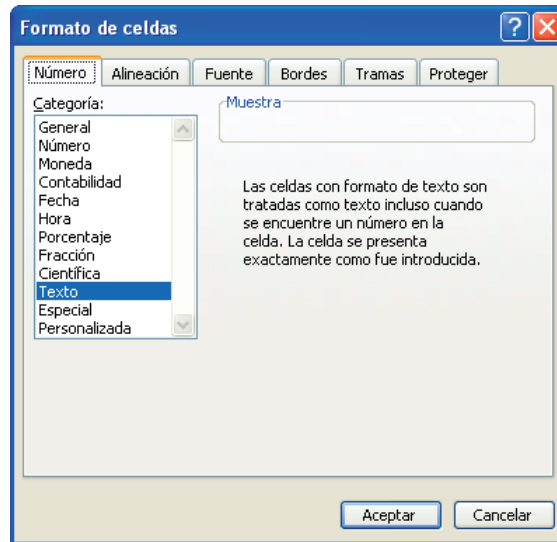 Formato de celdas
Número Alineación Fuente Bordes Tramas Proteger
Categoría:
General
Número
Moneda
Contabilidad
Fecha
Hora
Porcentaje
Fracción
Científica
Texto
Especial
Personalizada
Muestra
Las celdas con formato de texto son
tratadas como texto incluso cuando
se encuentre un número en la
celda. La celda se presenta
exactamente como fue introducida.
Aceptar Cancelar